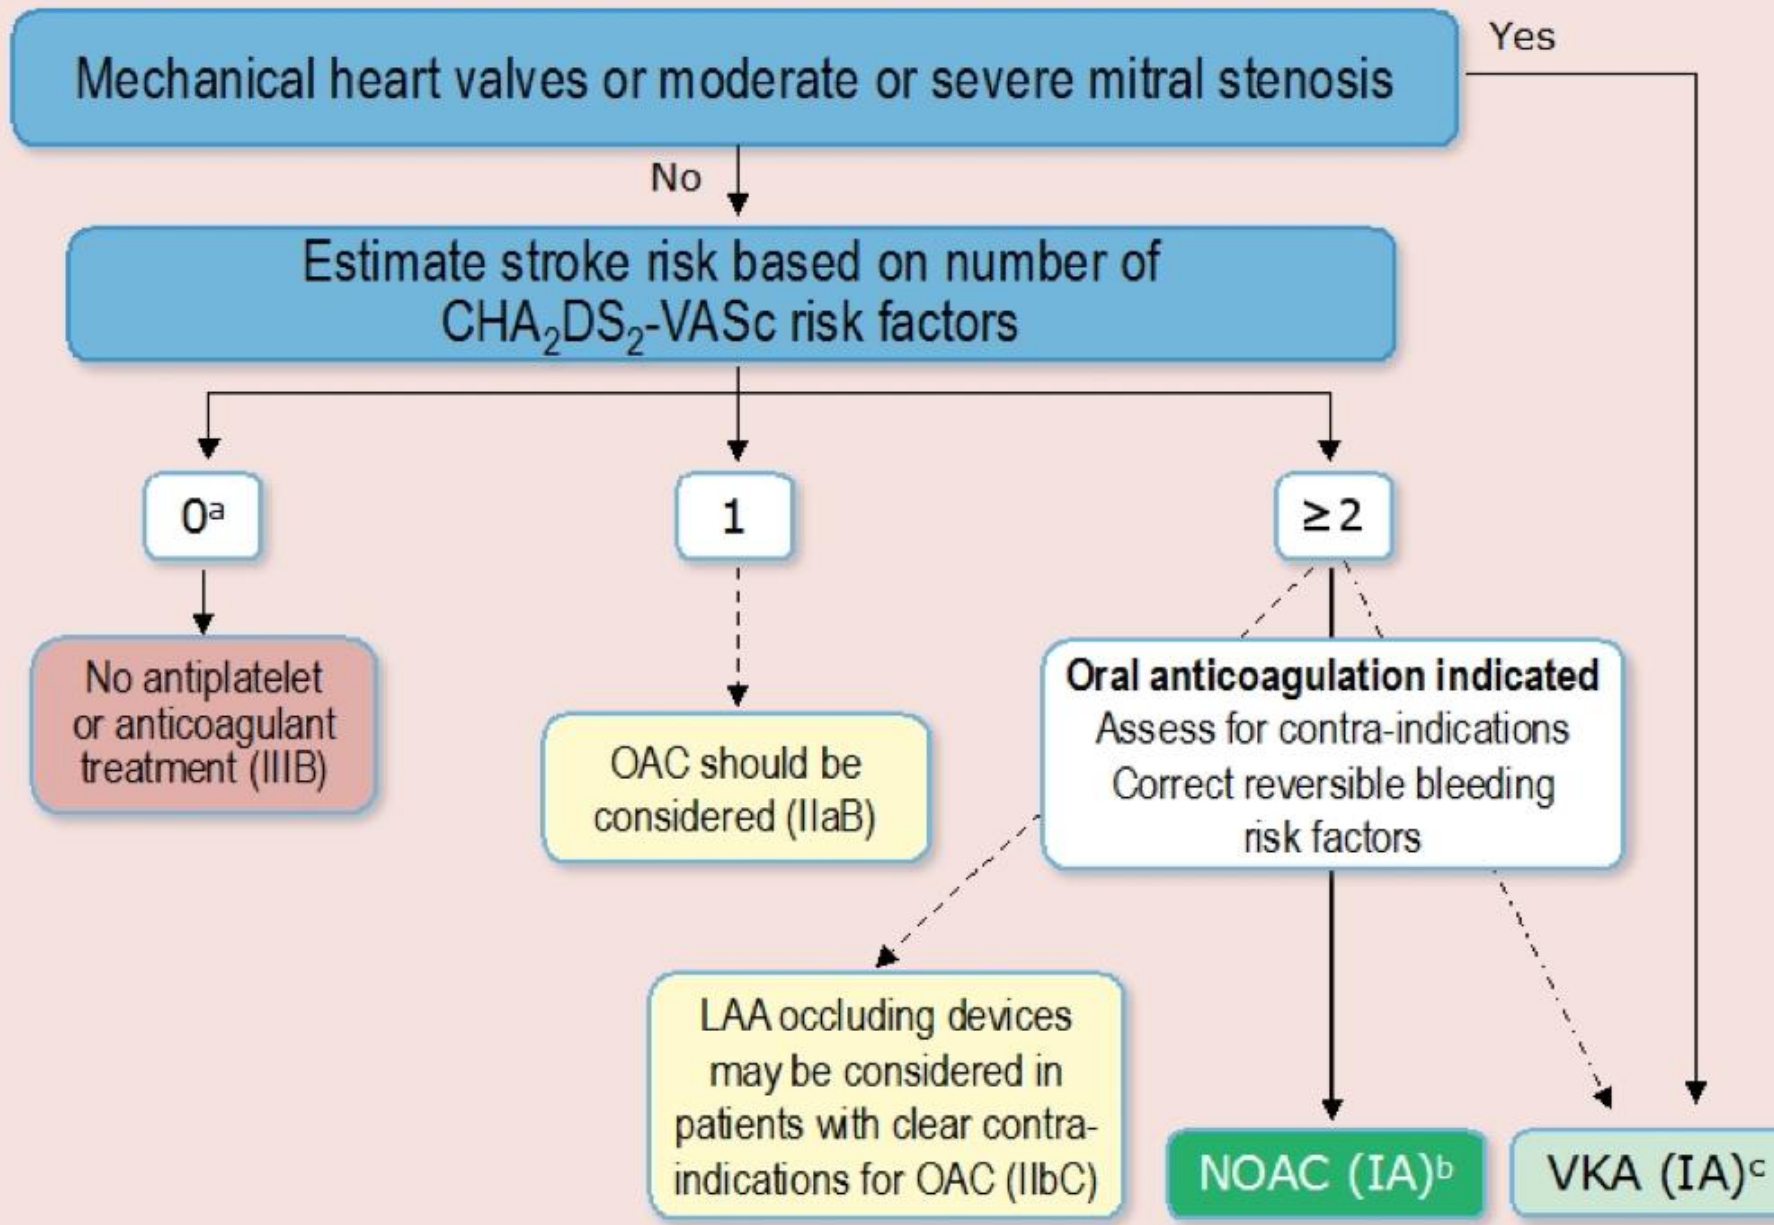 Mechanical heart valves or moderate or severe mitral stenosis
Yes
No
Estimate stroke risk based on number of
CHA₂DS₂-VASc risk factors
0ᵃ
1
≥ 2
No antiplatelet
or anticoagulant
treatment (IIIB)
OAC should be
considered (IIaB)
Oral anticoagulation indicated
Assess for contra-indications
Correct reversible bleeding
risk factors
LAA occluding devices
may be considered in
patients with clear contra-
indications for OAC (IIbC)
NOAC (IA)ᵇ
VKA (IA)ᶜ